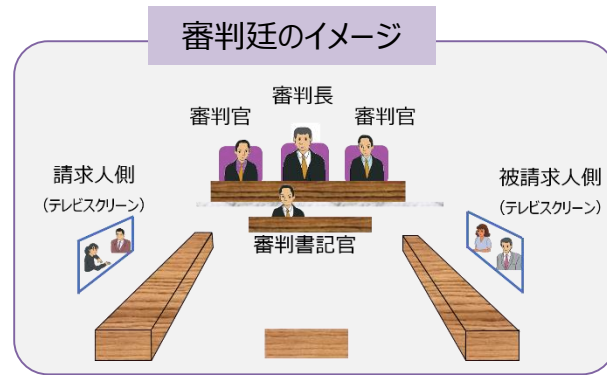 審判廷のイメージ
審判長
審判官
審判官
請求人側
（テレビスクリーン）
被請求人側
（テレビスクリーン）
審判書記官